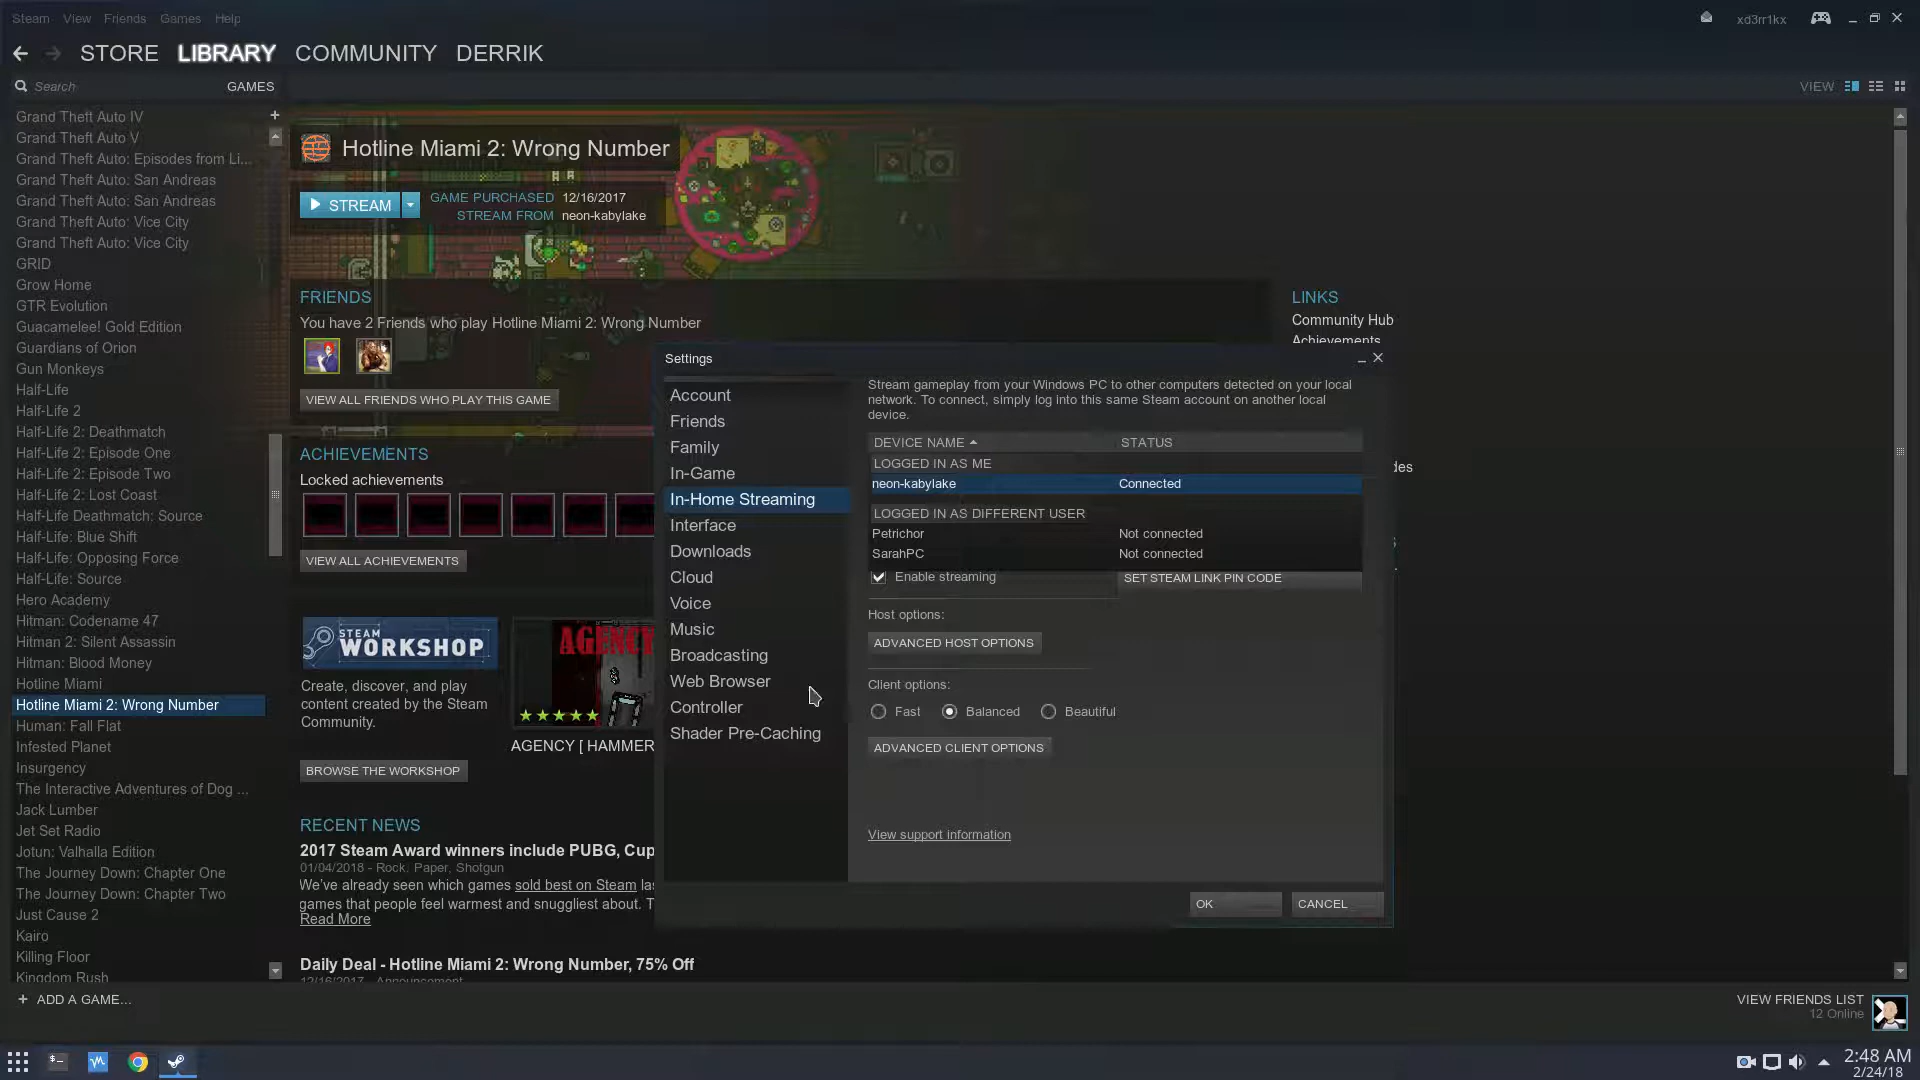 Steam View Friends Games Help
xd3rr1kx
STORE LIBRARY COMMUNITY DERRIK
Search GAMES
VIEW
Grand Theft Auto IV
Grand Theft Auto V
Grand Theft Auto: Episodes from Li...
Grand Theft Auto: San Andreas
Grand Theft Auto: San Andreas
Grand Theft Auto: Vice City
Grand Theft Auto: Vice City
GRID
Grow Home
GTR Evolution
Guacamelee! Gold Edition
Guardians of Orion
Gun Monkeys
Half-Life
Half-Life 2
Half-Life 2: Deathmatch
Half-Life 2: Episode One
Half-Life 2: Episode Two
Half-Life 2: Lost Coast
Half-Life Deathmatch: Source
Half-Life: Blue Shift
Half-Life: Opposing Force
Half-Life: Source
Hero Academy
Hitman: Codename 47
Hitman 2: Silent Assassin
Hitman: Blood Money
Hotline Miami
Hotline Miami 2: Wrong Number
Human: Fall Flat
Infested Planet
Insurgency
The Interactive Adventures of Dog ...
Jack Lumber
Jet Set Radio
Jotun: Valhalla Edition
The Journey Down: Chapter One
The Journey Down: Chapter Two
Just Cause 2
Kairo
Killing Floor
Kingdom Rush
+ ADD A GAME...
Hotline Miami 2: Wrong Number
STREAM
GAME PURCHASED 12/16/2017
STREAM FROM neon-kabylake
FRIENDS
You have 2 Friends who play Hotline Miami 2: Wrong Number
VIEW ALL FRIENDS WHO PLAY THIS GAME
ACHIEVEMENTS
Locked achievements
VIEW ALL ACHIEVEMENTS
STEAM
WORKSHOP
Create, discover, and play
content created by the Steam
Community.
BROWSE THE WORKSHOP
AGENCY
AGENCY [ HAMMER
RECENT NEWS
2017 Steam Award winners include PUBG, Cup
01/04/2018 - Rock, Paper, Shotgun
We've already seen which games sold best on Steam las
games that people feel warmest and snuggliest about. T
Read More
Daily Deal - Hotline Miami 2: Wrong Number, 75% Off
12/16/2017 - Announcement
LINKS
Community Hub
Achievements
des
Settings
Account
Friends
Family
In-Game
In-Home Streaming
Interface
Downloads
Cloud
Voice
Music
Broadcasting
Web Browser
Controller
Shader Pre-Caching
Stream gameplay from your Windows PC to other computers detected on your local
network. To connect, simply log into this same Steam account on another local
device.
DEVICE NAME STATUS
LOGGED IN AS ME
neon-kabylake Connected
LOGGED IN AS DIFFERENT USER
Petrichor Not connected
SarahPC Not connected
Enable streaming SET STEAM LINK PIN CODE
Host options:
ADVANCED HOST OPTIONS
Client options:
Fast Balanced Beautiful
ADVANCED CLIENT OPTIONS
View support information
OK CANCEL
VIEW FRIENDS LIST
12 Online
2:48 AM
2/24/18